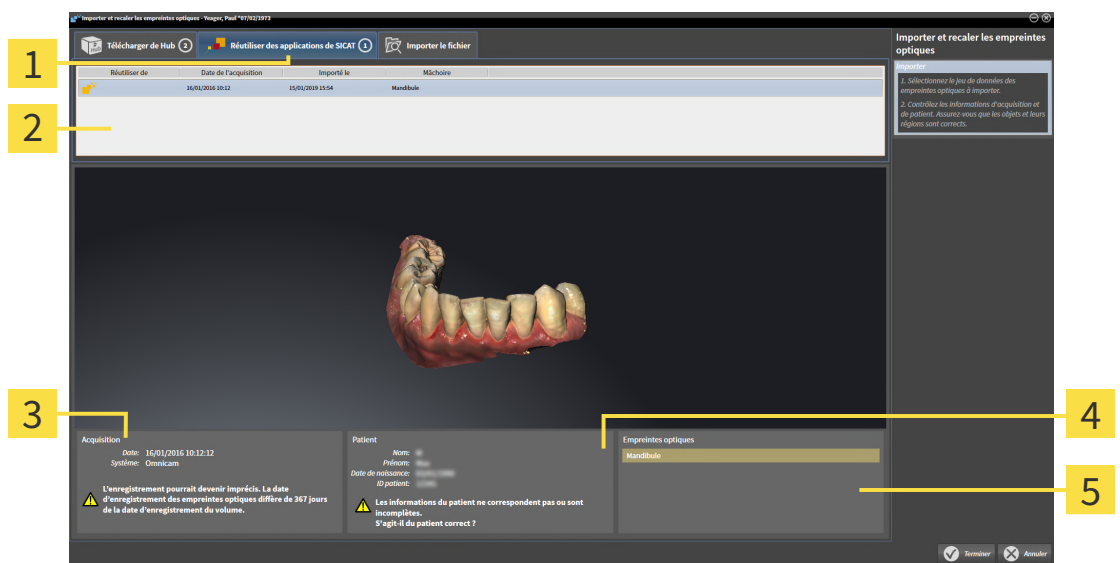 Importer et recaler les empreintes optiques - Yeager, Paul *07/02/1973
Télécharger de Hub 2
Réutiliser des applications de SICAT 1
Importer le fichier
Réutiliser de Date de l'acquisition Importé le Mâchoire
16/01/2016 10:12 15/01/2019 15:54 Mandibule
Importer et recaler les empreintes
optiques
Importer
1. Sélectionnez le jeu de données des
empreintes optiques à importer.
2. Contrôlez les informations d'acquisition et
de patient. Assurez-vous que les objets et leurs
régions sont corrects.
1
2
3
4
5
Acquisition
Date: 16/01/2016 10:12:12
Système: Omnicam
L'enregistrement pourrait devenir imprécis. La date
d'enregistrement des empreintes optiques diffère de 367 jours
de la date d'enregistrement du volume.
Patient
Nom:
Prénom:
Date de naissance:
ID patient:
Les informations du patient ne correspondent pas ou sont
incomplètes.
S'agit-il du patient correct ?
Empreintes optiques
Mandibule
Terminer
Annuler